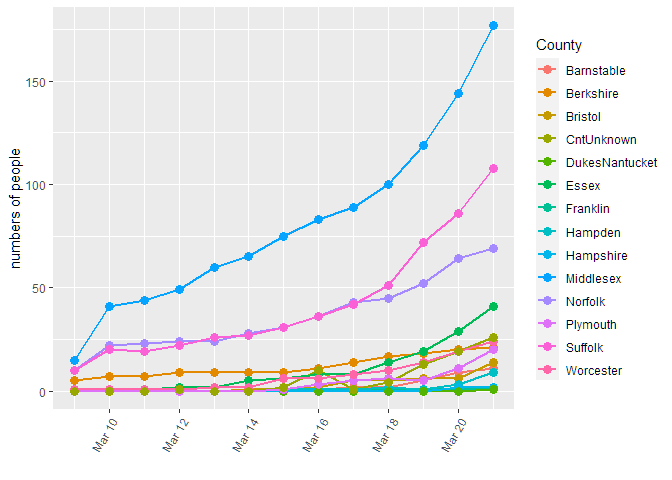 numbers of people
150
100
50
0
Mar 10
Mar 12
Mar 14
Mar 16
Mar 18
Mar 20
County
Barnstable
Berkshire
Bristol
CntUnknown
DukesNantucket
Essex
Franklin
Hampden
Hampshire
Middlesex
Norfolk
Plymouth
Suffolk
Worcester